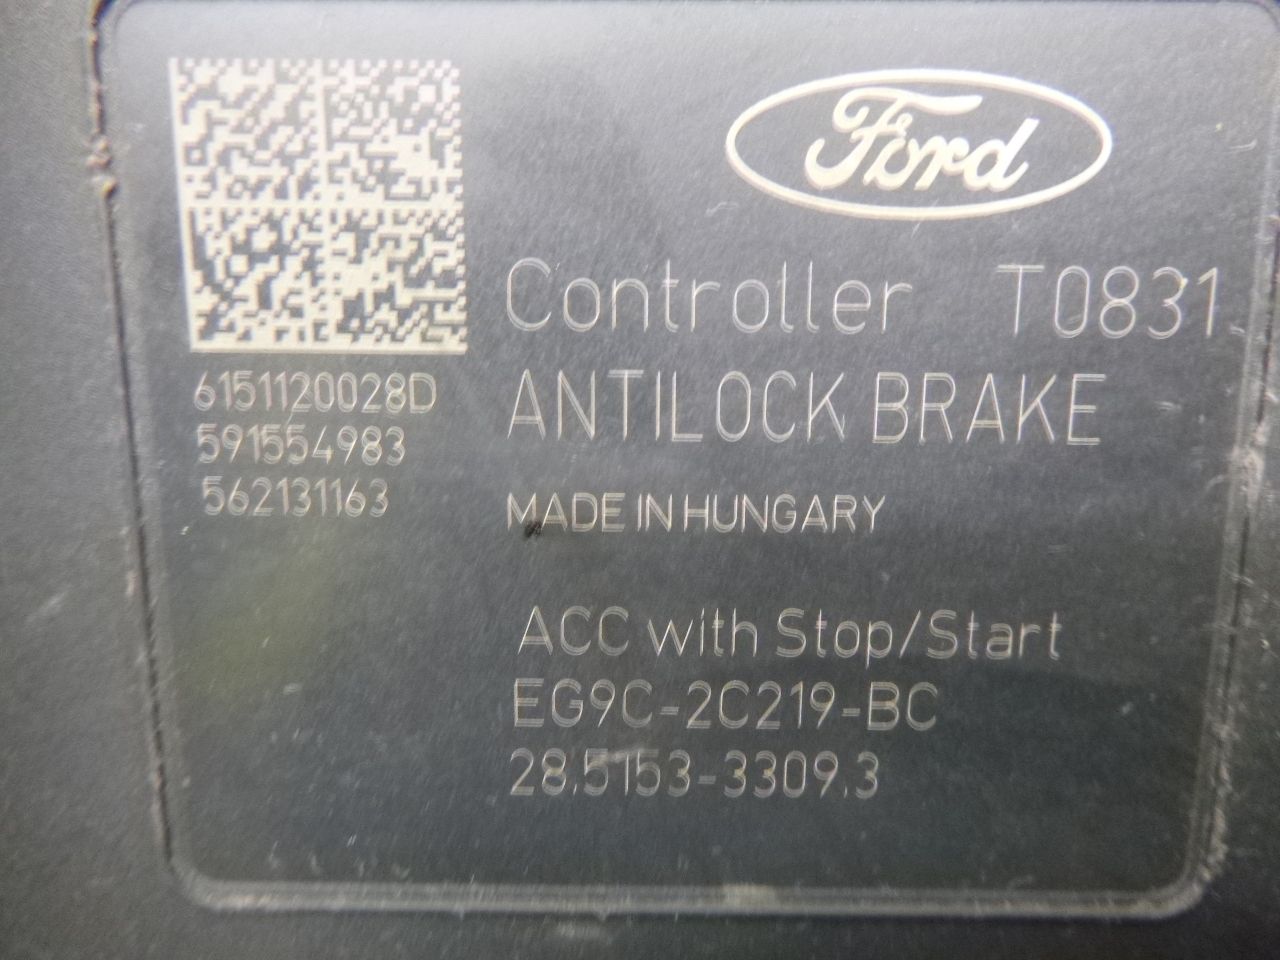 Ford
Controller T0831
6151120028D
591554983
562131163
ANTILOCK BRAKE
MADE IN HUNGARY
ACC with Stop/Start
EG9C-2C219-BC
28.5153-3309.3